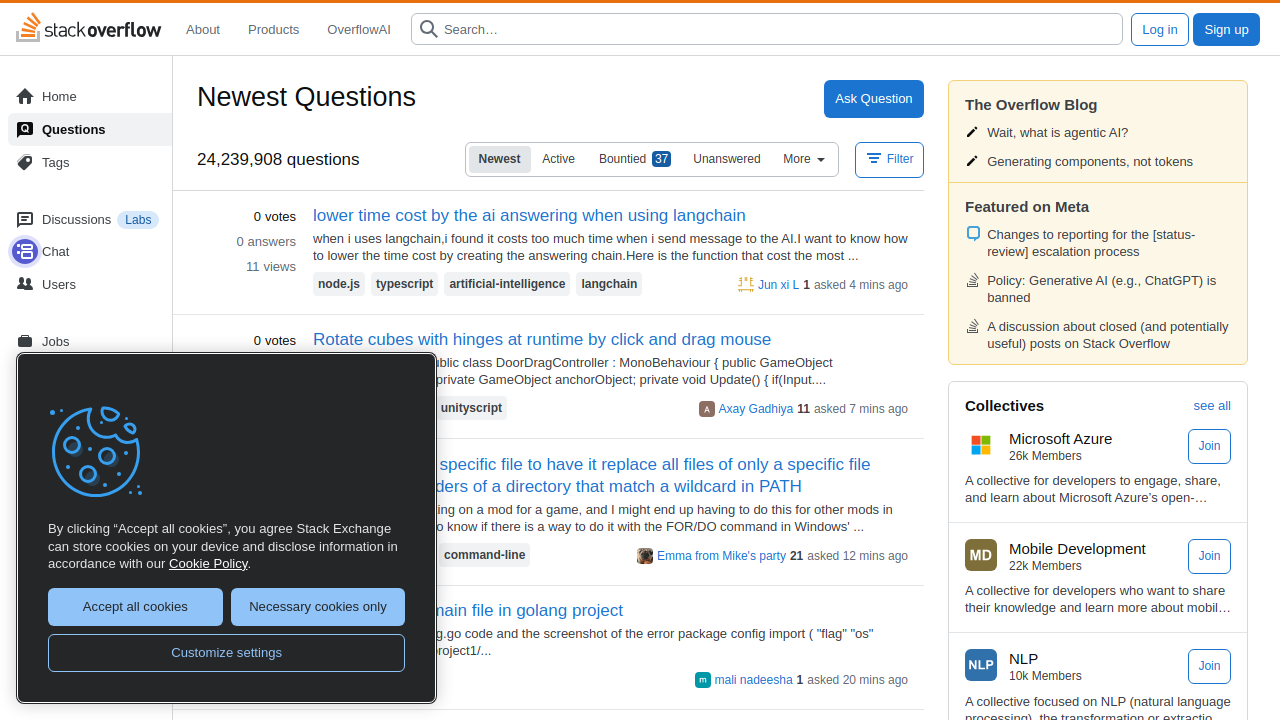 stack overflow
About
Products
OverflowAI
Search…
Log in
Sign up
Home
Questions
Tags
Discussions
Labs
Chat
Users
Jobs
Newest Questions
Ask Question
24,239,908 questions
Newest
Active
Bountied 37
Unanswered
More
Filter
0 votes
0 answers
11 views
lower time cost by the ai answering when using langchain
when i uses langchain,i found it costs too much time when i send message to the AI.I want to know how
to lower the time cost by creating the answering chain.Here is the function that cost the most ...
node.js
typescript
artificial-intelligence
langchain
Jun xi L 1 asked 4 mins ago
0 votes
Rotate cubes with hinges at runtime by click and drag mouse
class DoorDragController : MonoBehaviour { public GameObject
private GameObject anchorObject; private void Update() { if(Input....
unityscript
Axay Gadhiya 11 asked 7 mins ago
specific file to have it replace all files of only a specific file
of a directory that match a wildcard in PATH
on a mod for a game, and I might end up having to do this for other mods in
know if there is a way to do it with the FOR/DO command in Windows' ...
command-line
Emma from Mike's party 21 asked 12 mins ago
main file in golang project
code and the screenshot of the error package config import ( "flag" "os"
mali nadeesha 1 asked 20 mins ago
By clicking “Accept all cookies”, you agree Stack Exchange
can store cookies on your device and disclose information in
accordance with our Cookie Policy.
Accept all cookies
Necessary cookies only
Customize settings
The Overflow Blog
Wait, what is agentic AI?
Generating components, not tokens
Featured on Meta
Changes to reporting for the [status-
review] escalation process
Policy: Generative AI (e.g., ChatGPT) is
banned
A discussion about closed (and potentially
useful) posts on Stack Overflow
Collectives
see all
Microsoft Azure
26k Members
Join
A collective for developers to engage, share,
and learn about Microsoft Azure's open-…
MD
Mobile Development
22k Members
Join
A collective for developers who want to share
their knowledge and learn more about mobil…
NLP
NLP
10k Members
Join
A collective focused on NLP (natural language
processing), the transformation or extractio